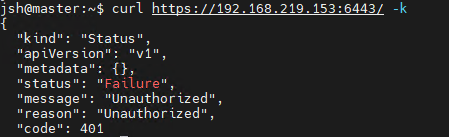 jsh@master:~$ curl https://192.168.219.153:6443/ -k
{
  "kind": "Status",
  "apiVersion": "v1",
  "metadata": {},
  "status": "Failure",
  "message": "Unauthorized",
  "reason": "Unauthorized",
  "code": 401